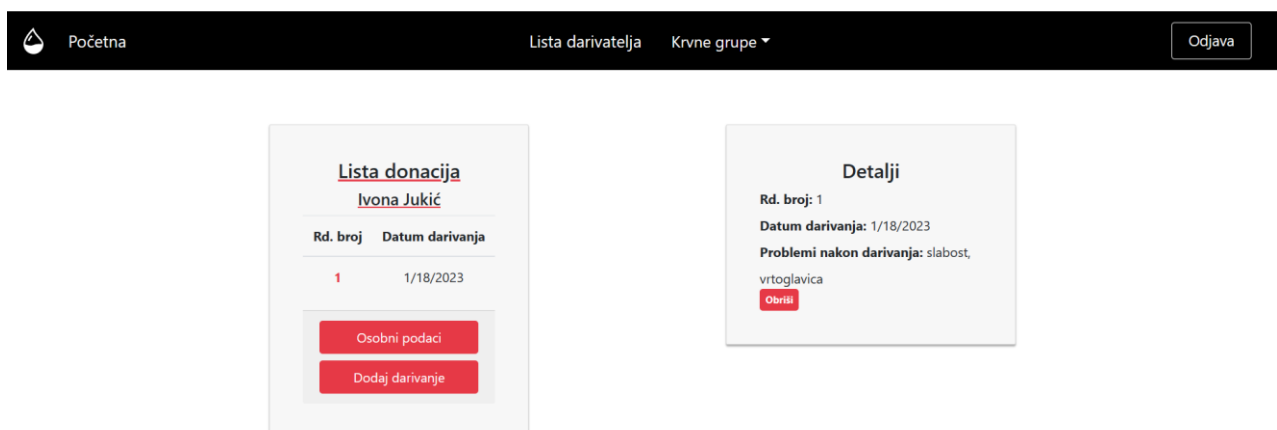 Početna
Lista darivatelja
Krvne grupe
Odjava
Lista donacija
Ivona Jukić
Rd. broj Datum darivanja
1 1/18/2023
Osobni podaci
Dodaj darivanje
Detalji
Rd. broj: 1
Datum darivanja: 1/18/2023
Problemi nakon darivanja: slabost,
vrtoglavica
Obriši